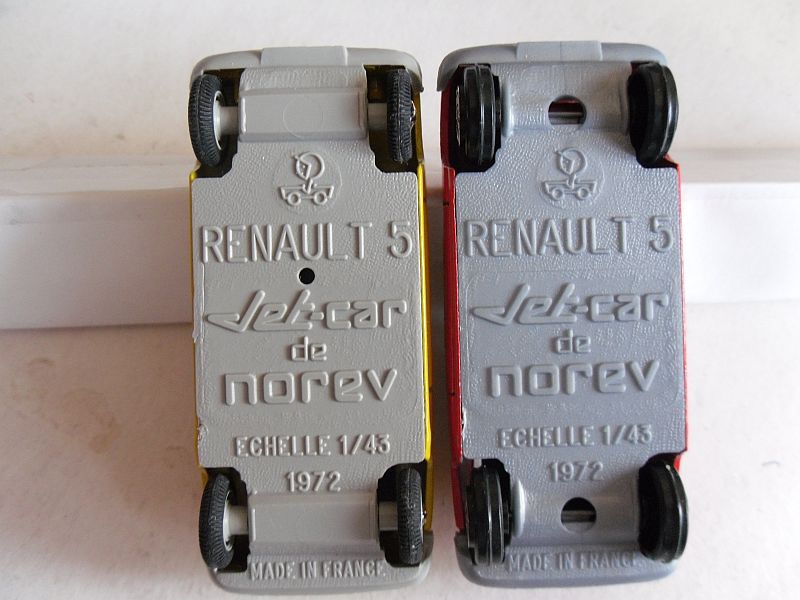 RENAULT 5
Jet-car
de
norev
ECHELLE 1/43
1972
MADE IN FRANCE
RENAULT 5
Jet-car
de
norev
ECHELLE 1/43
1972
MADE IN FRANCE